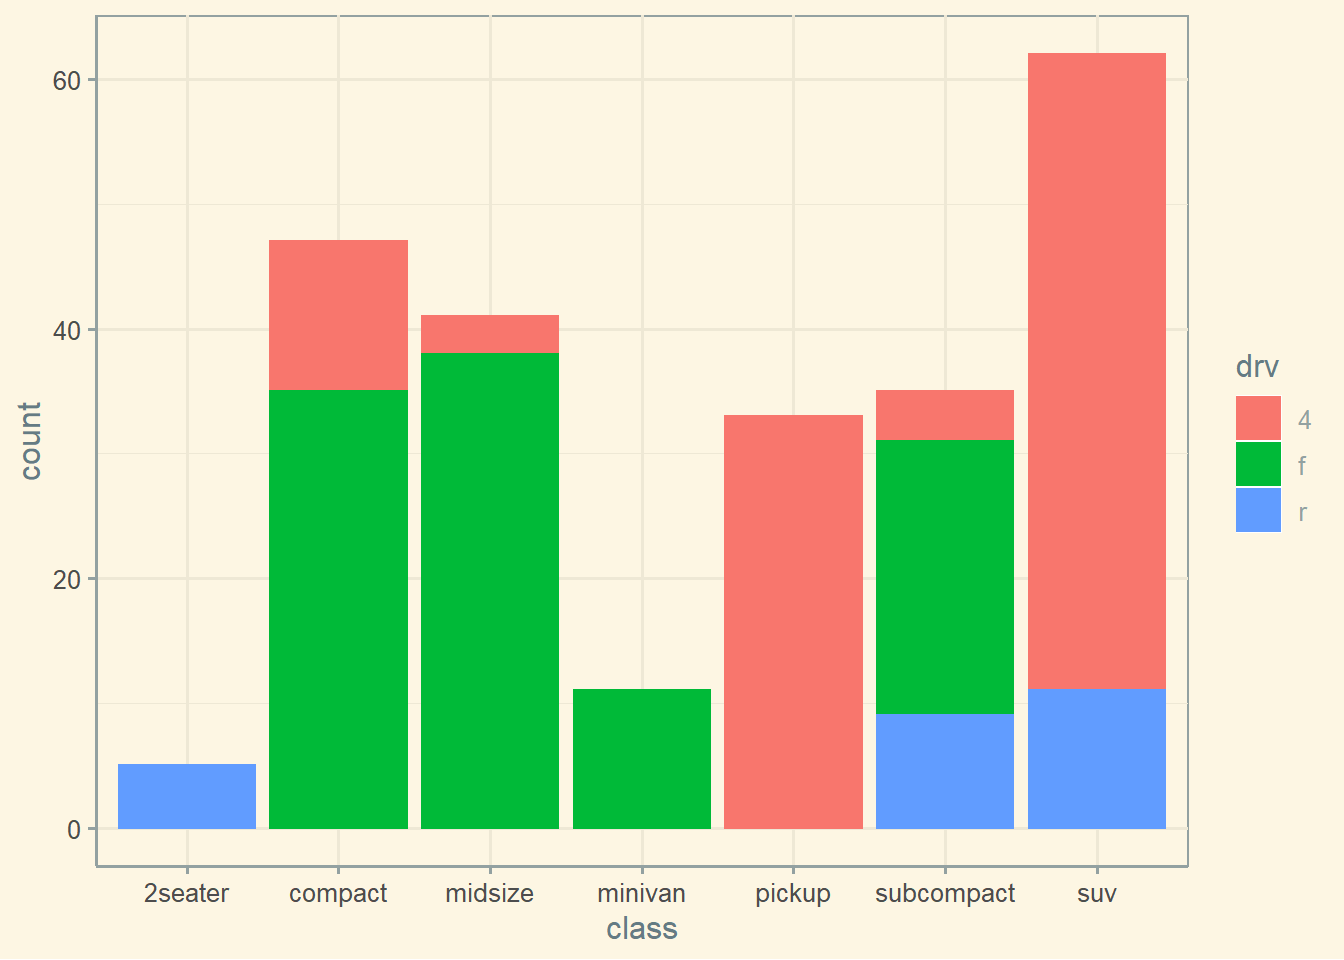 count
60
40
20
0
2seater compact midsize minivan pickup subcompact suv
class
drv
4
f
r